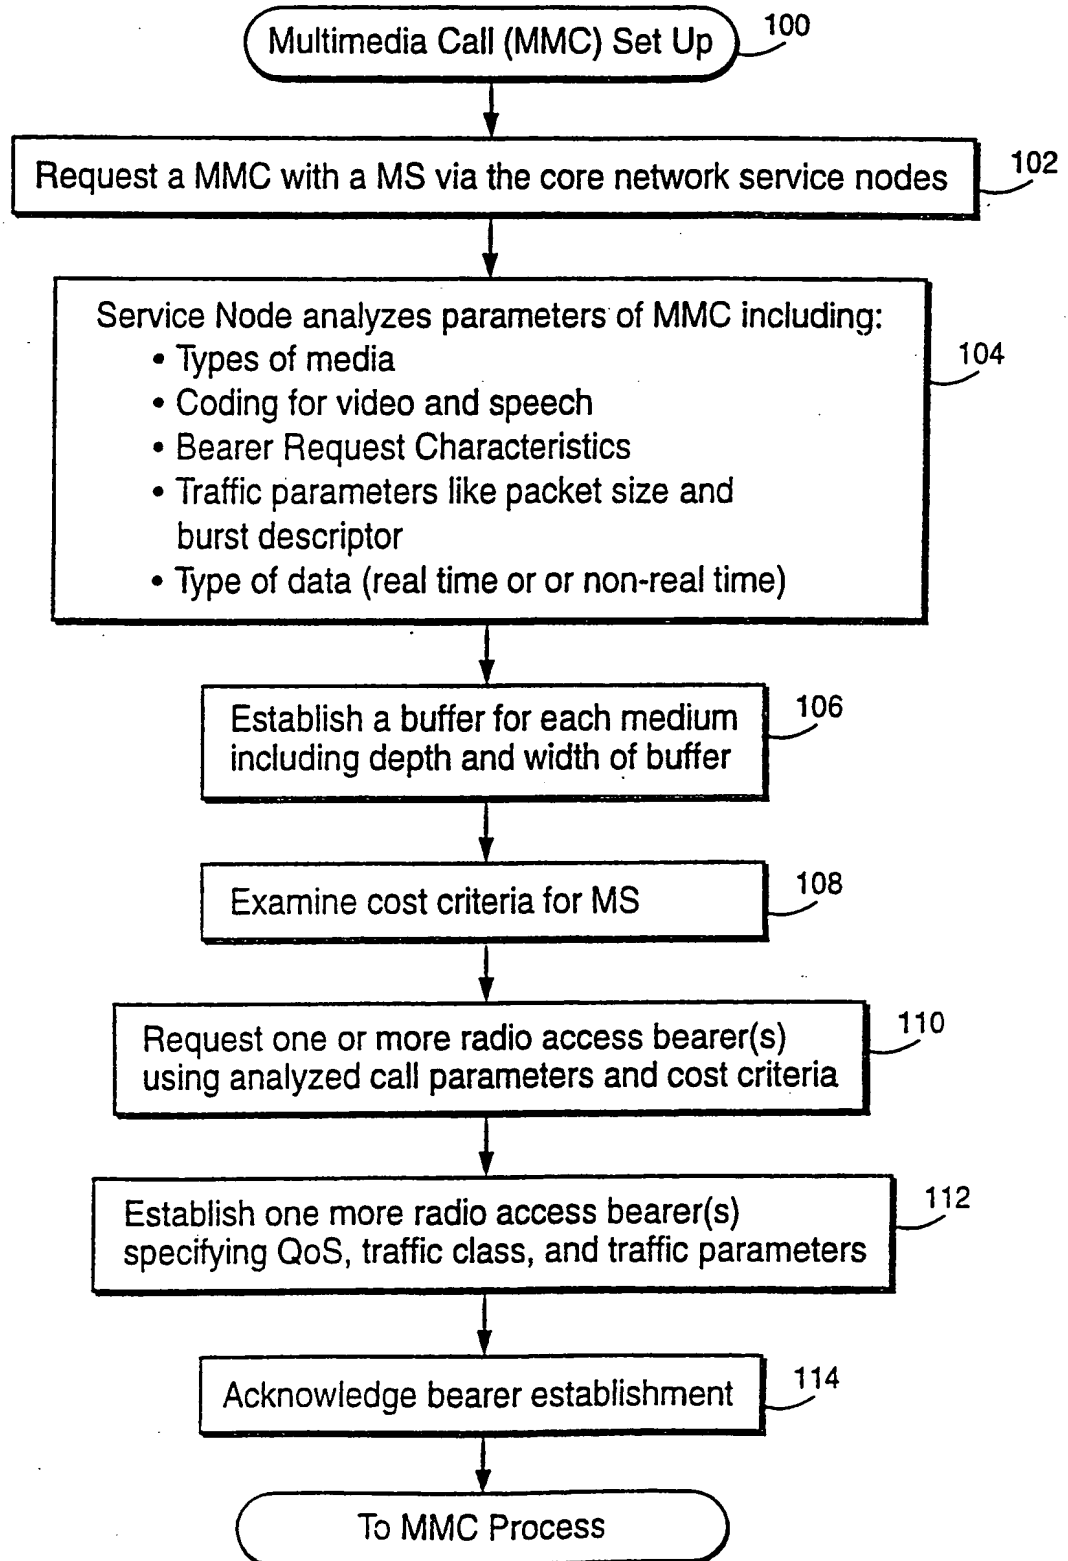 Multimedia Call (MMC) Set Up
100
Request a MMC with a MS via the core network service nodes
102
Service Node analyzes parameters of MMC including:
• Types of media
• Coding for video and speech
• Bearer Request Characteristics
• Traffic parameters like packet size and
burst descriptor
• Type of data (real time or or non-real time)
104
Establish a buffer for each medium
including depth and width of buffer
106
Examine cost criteria for MS
108
Request one or more radio access bearer(s)
using analyzed call parameters and cost criteria
110
Establish one more radio access bearer(s)
specifying QoS, traffic class, and traffic parameters
112
Acknowledge bearer establishment
114
To MMC Process